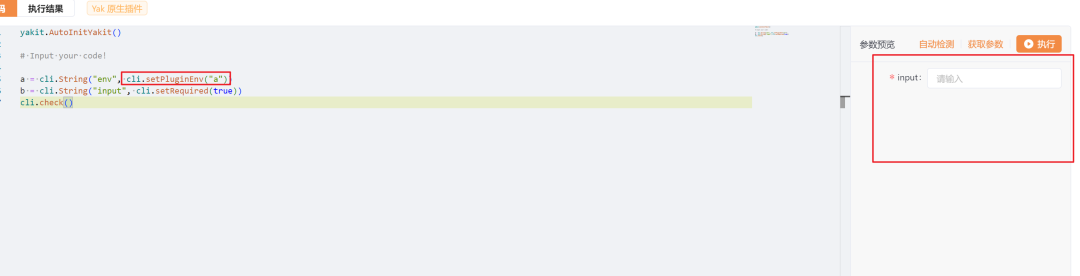 码 执行结果 Yak 原生插件
yakit.AutoInitYakit()
参数预览 自动检测 获取参数 执行
# Input your code!
* input: 请输入
a = cli.String("env", cli.setPluginEnv("a"))
b = cli.String("input", cli.setRequired(true))
cli.check()